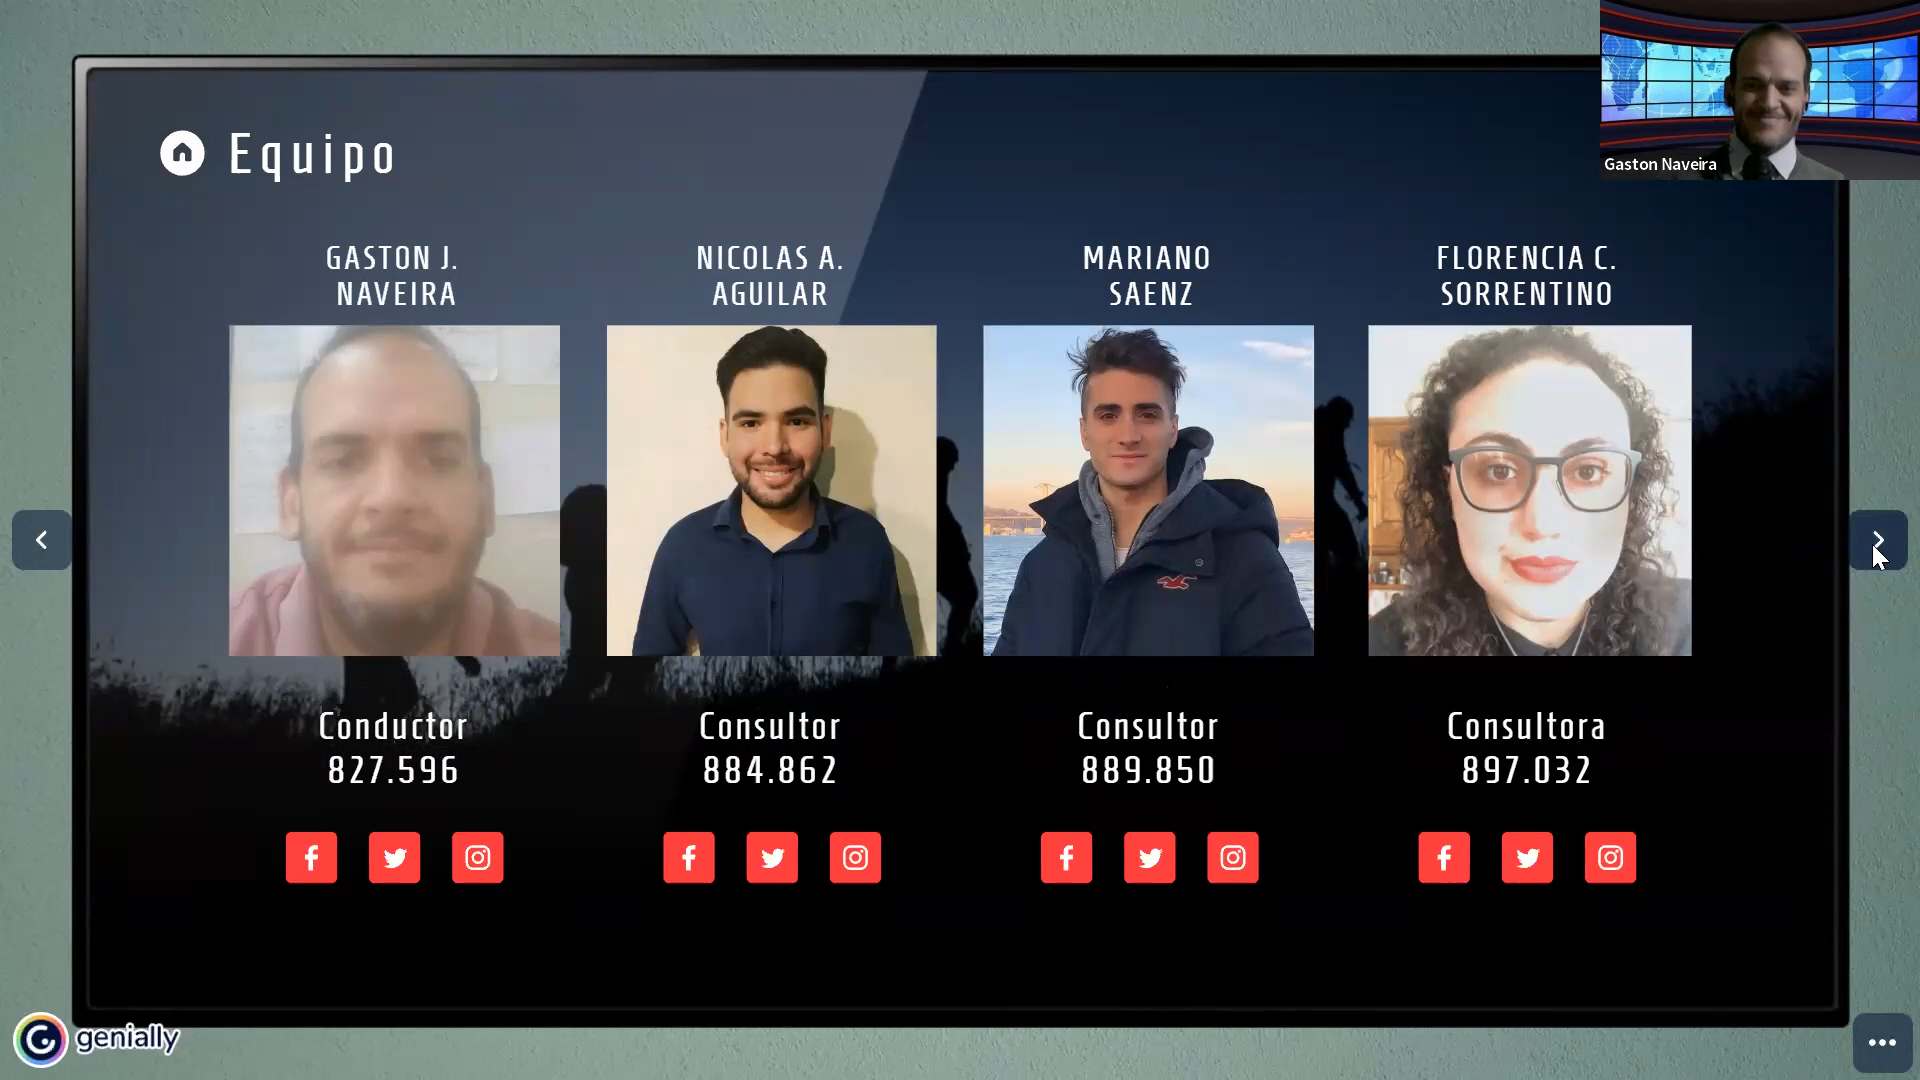 Equipo
Gaston Naveira
GASTON J.
NAVEIRA
NICOLAS A.
AGUILAR
MARIANO
SAENZ
FLORENCIA C.
SORRENTINO
Conductor
827.596
Consultor
884.862
Consultor
889.850
Consultora
897.032
genially